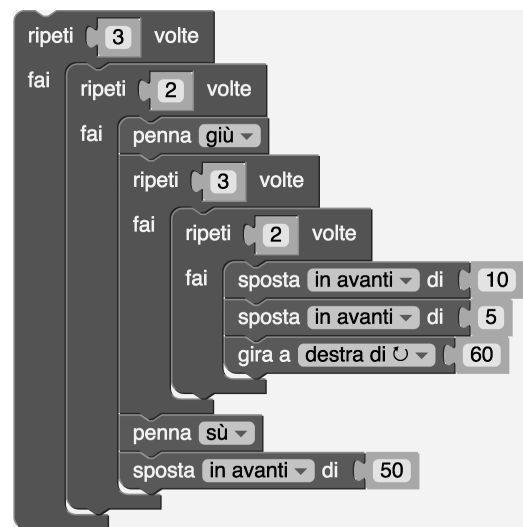 ripeti 3 volte
fai ripeti 2 volte
fai penna giù
ripeti 3 volte
fai ripeti 2 volte
fai sposta in avanti di 10
sposta in avanti di 5
gira a destra di ↻ 60
penna sù
sposta in avanti di 50